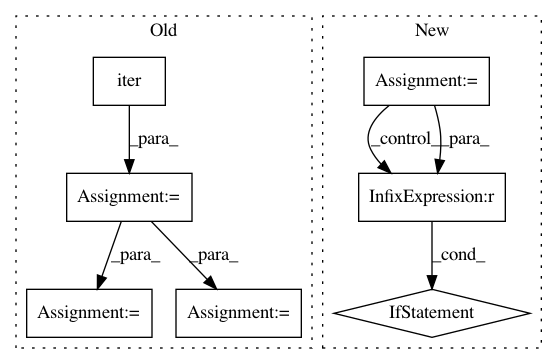 Old
New
iter
Assignment:=
_para_
_control_
_para_
Assignment:=
InfixExpression:r
_para_
_para_
_cond_
Assignment:=
Assignment:=
IfStatement